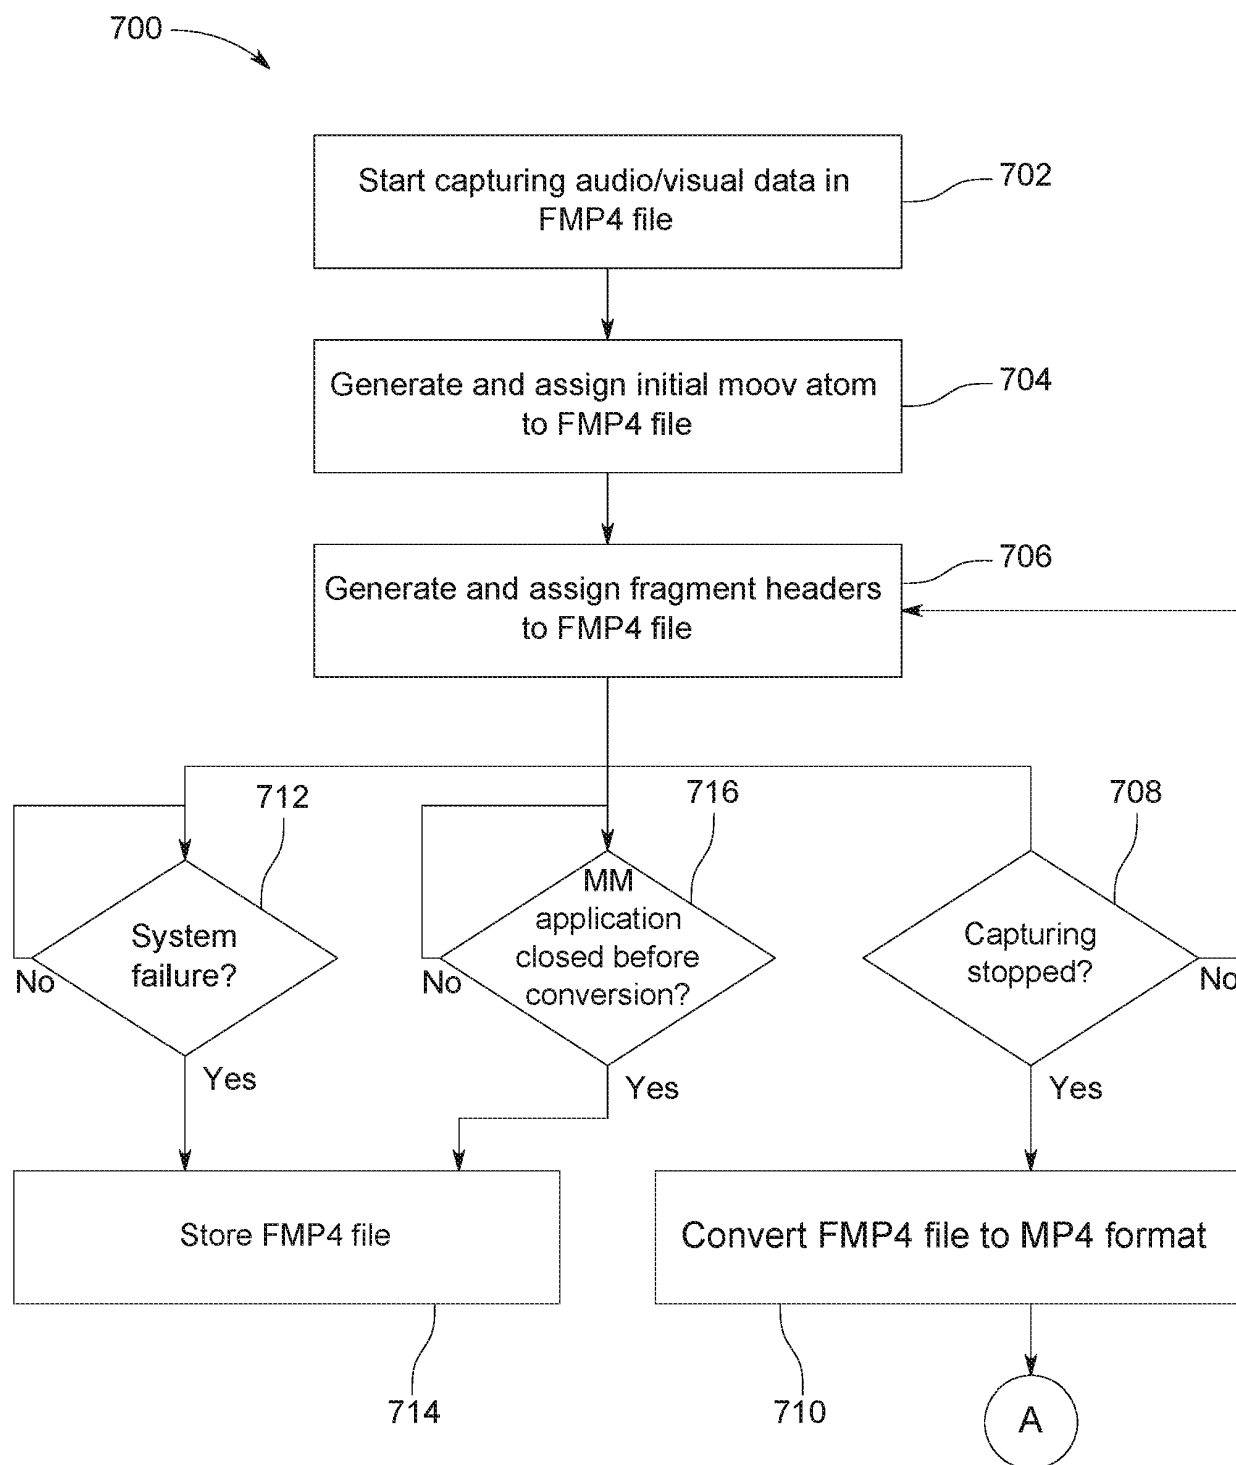 700
Start capturing audio/visual data in
FMP4 file
702
Generate and assign initial moov atom
to FMP4 file
704
Generate and assign fragment headers
to FMP4 file
706
712
716
708
System
failure?
No
Yes
MM
application
closed before
conversion?
No
Yes
Capturing
stopped?
No
Yes
Store FMP4 file
Convert FMP4 file to MP4 format
714
710
A